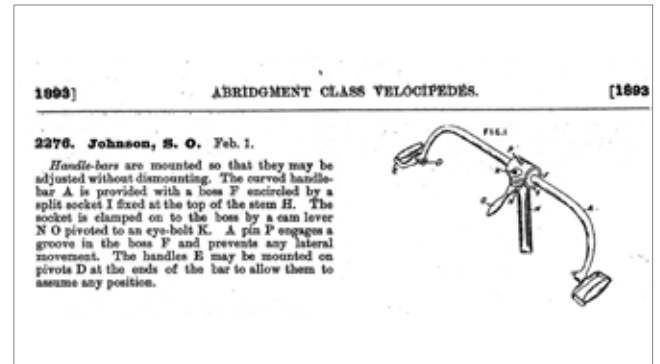 1893]
ABRIDGMENT CLASS VELOCIPEDES.
[1893
2276. Johnson, S. O. Feb. 1.
Handle-bars are mounted so that they may be
adjusted without dismounting. The curved handle-
bar A is provided with a boss F encircled by a
split socket I fixed at the top of the stem H. The
socket is clamped on to the boss by a cam lever
N O pivoted to an eye-bolt K. A pin P engages a
groove in the boss F and prevents any lateral
movement. The handles E may be mounted on
pivots D at the ends of the bar to allow them to
assume any position.
FIG.1